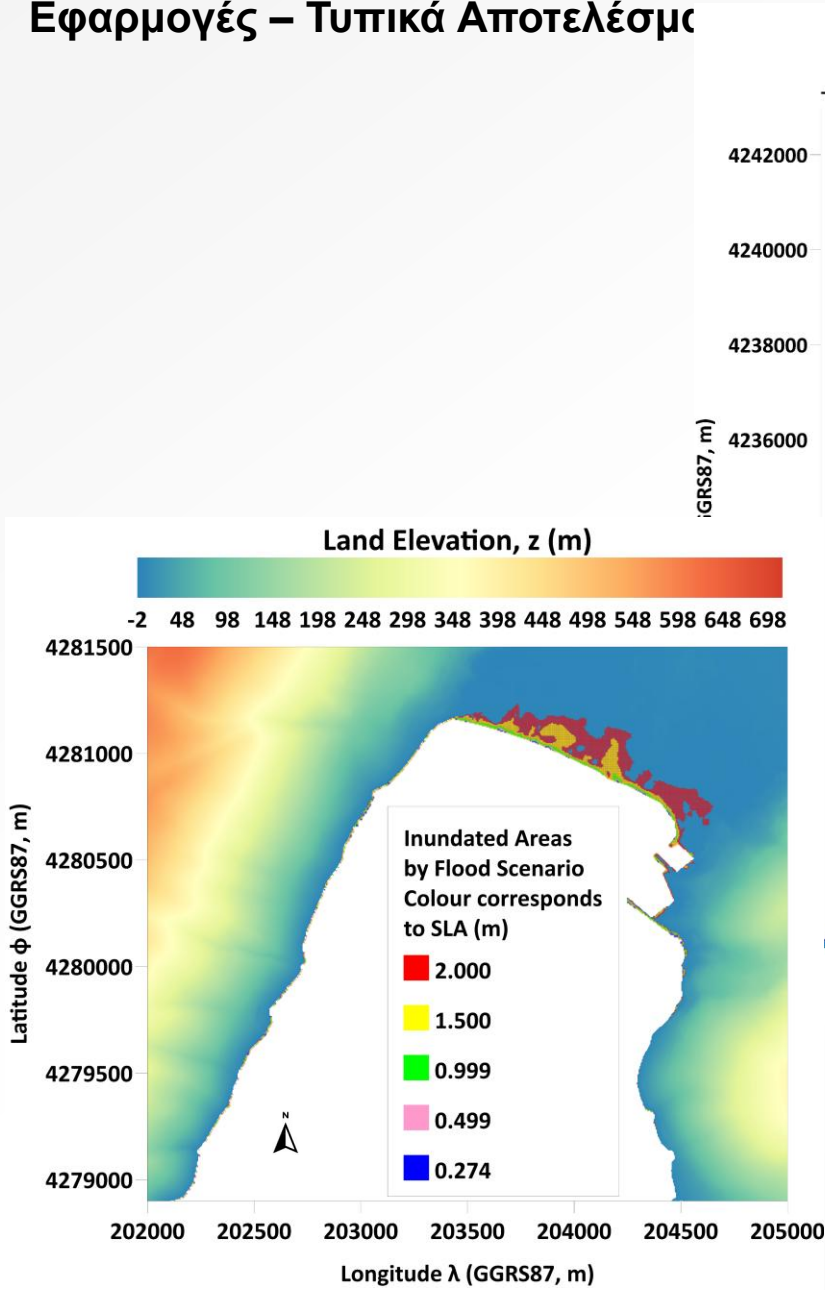 Εφαρμογές – Τυπικά
4242000
4240000
4238000
4236000
Land Elevation, z (m)
-2 48 98 148 198 248 298 348 398 448 498 548 598 648 698
4281500
4281000
4280500
4280000
4279500
4279000
Latitude ϕ (GGRS87, m)
Inundated Areas
by Flood Scenario
Colour corresponds
to SLA (m)
2.000
1.500
0.999
0.499
0.274
N
202000 202500 203000 203500 204000 204500 205000
Longitude λ (GGRS87, m)